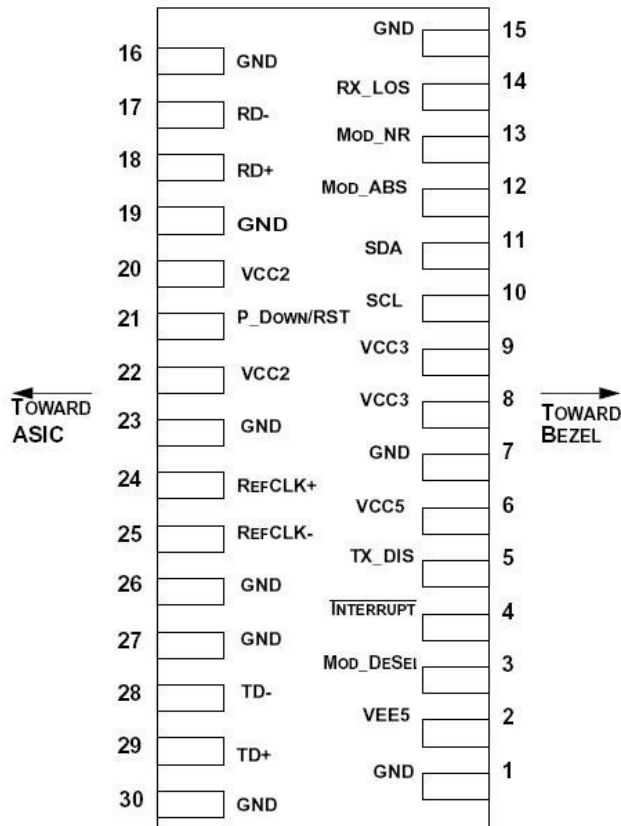 GND 15
16 GND
RX_LOS 14
17 RD-
MOD_NR 13
18 RD+
MOD_ABS 12
19 GND
SDA 11
20 VCC2
SCL 10
21 P_DOWN/RST
VCC3 9
22 VCC2
VCC3 8
TOWARD
ASIC
TOWARD
BEZEL
23 GND
GND 7
24 REFCLK+
VCC5 6
25 REFCLK-
TX_DIS 5
26 GND
INTERRUPT 4
27 GND
MOD_DESEL 3
28 TD-
VEE5 2
29 TD+
GND 1
30 GND